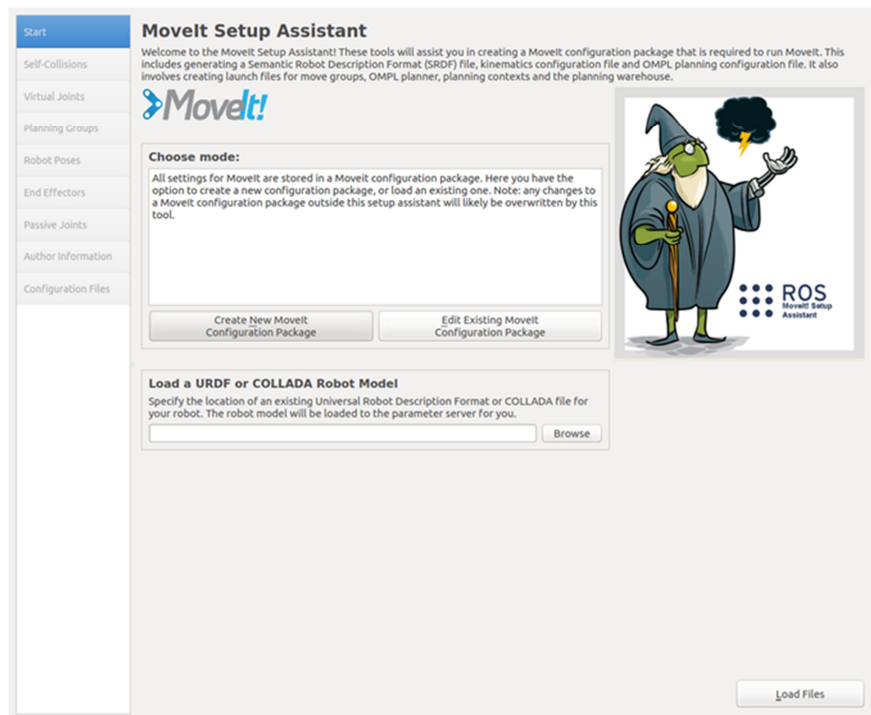 Start
Self-Collisions
Virtual Joints
Planning Groups
Robot Poses
End Effectors
Passive Joints
Author Information
Configuration Files
MoveIt Setup Assistant
Welcome to the MoveIt Setup Assistant! These tools will assist you in creating a MoveIt configuration package that is required to run MoveIt. This
includes generating a Semantic Robot Description Format (SRDF) file, kinematics configuration file and OMPL planning configuration file. It also
involves creating launch files for move groups, OMPL planner, planning contexts and the planning warehouse.
MoveIt!
Choose mode:
All settings for MoveIt are stored in a Moveit configuration package. Here you have the
option to create a new configuration package, or load an existing one. Note: any changes to
a MoveIt configuration package outside this setup assistant will likely be overwritten by this
tool.
Create New MoveIt
Configuration Package
Edit Existing MoveIt
Configuration Package
ROS
MoveIt! Setup
Assistant
Load a URDF or COLLADA Robot Model
Specify the location of an existing Universal Robot Description Format or COLLADA file for
your robot. The robot model will be loaded to the parameter server for you.
Browse
Load Files